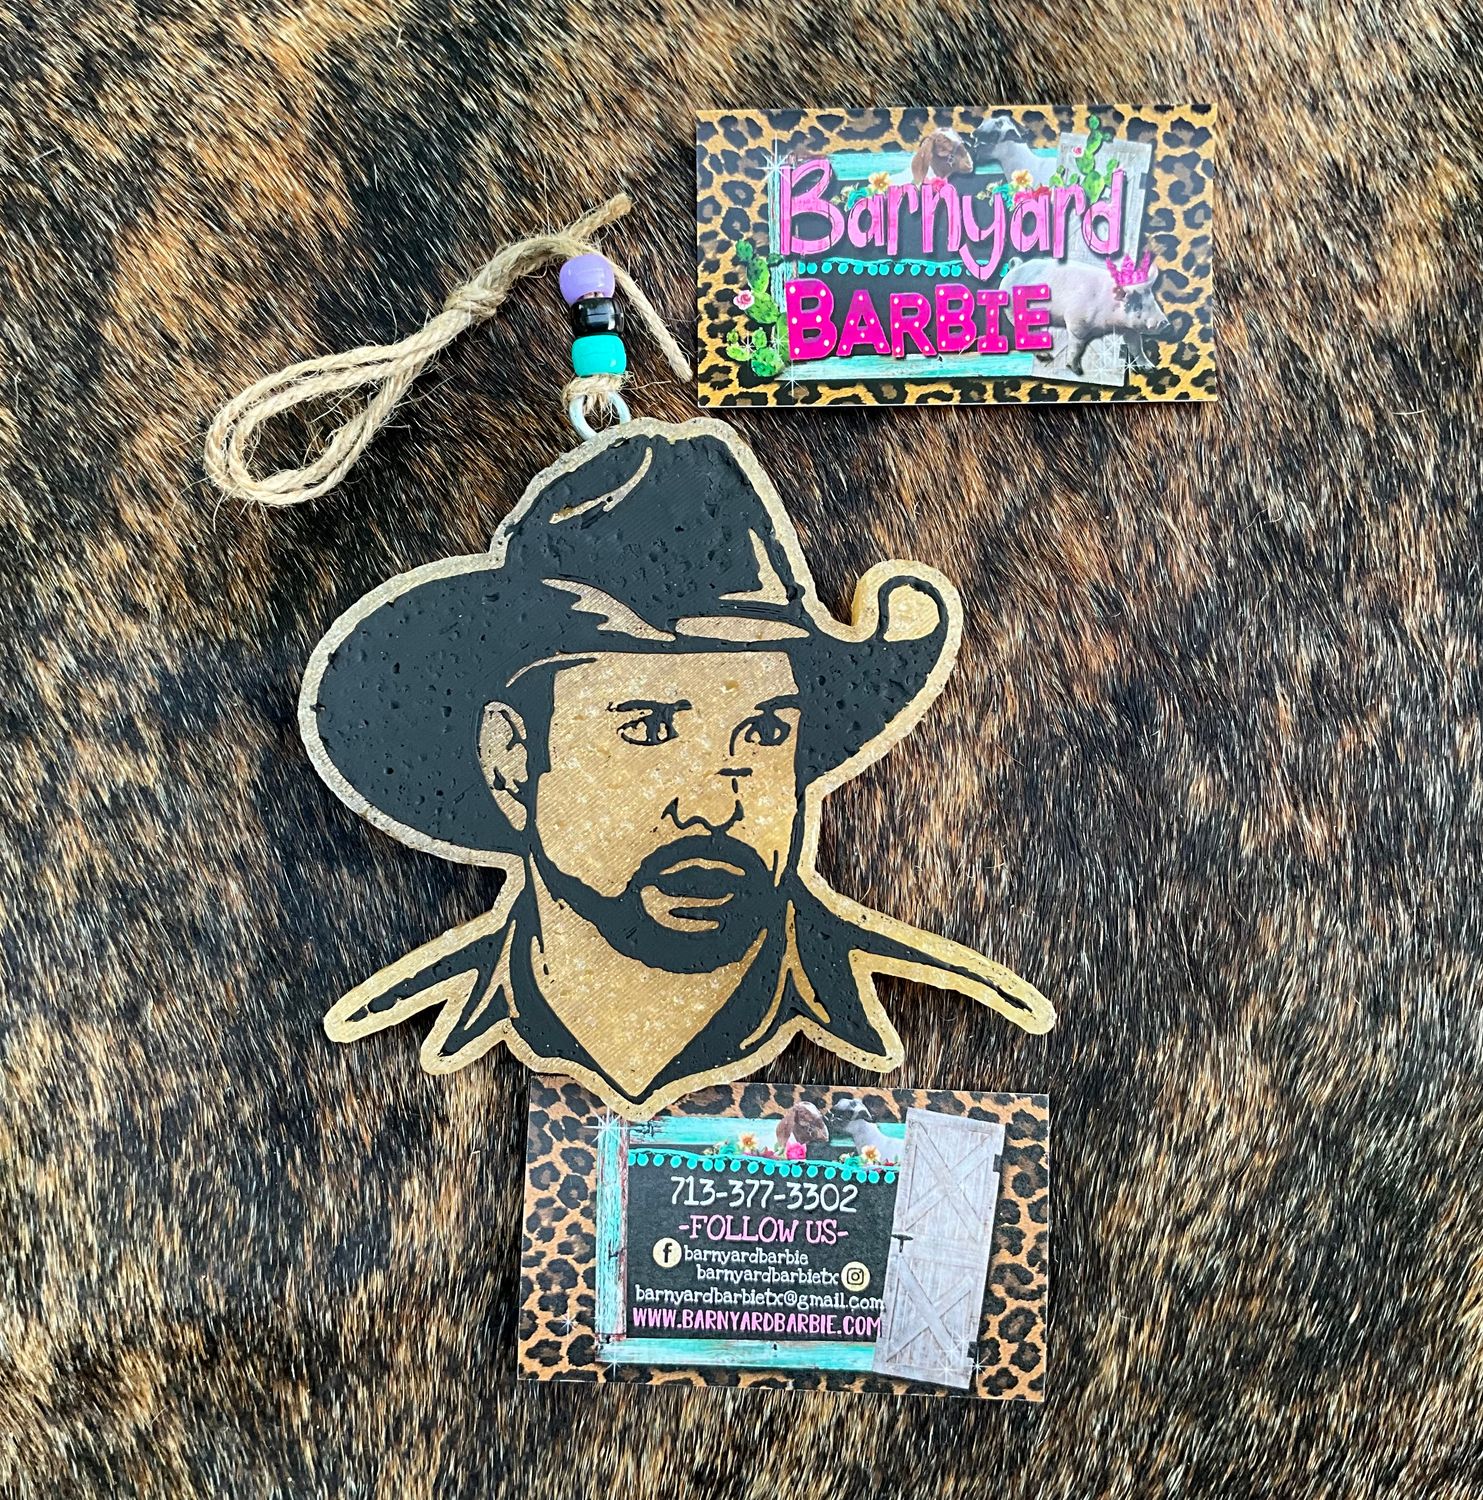 Barnyard
BARBIE
713-377-3302
-FOLLOW US-
barnyardbarbie
barnyardbarbietx
barnyardbarbietx@gmail.com
WWW.BARNYARDBARBIE.COM